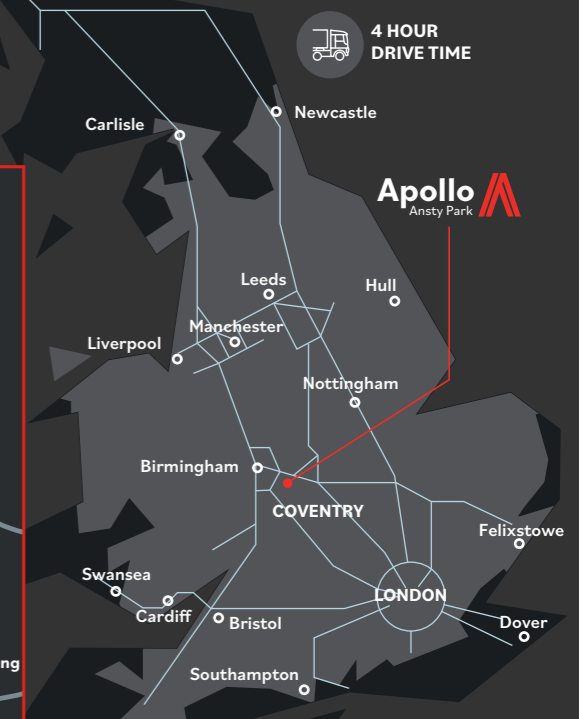 4 HOUR
DRIVE TIME
Newcastle
Carlisle
Apollo
Ansty Park
Leeds
Hull
Manchester
Liverpool
Nottingham
Birmingham
COVENTRY
Felixstowe
Swansea
LONDON
Cardiff
Bristol
Dover
ng
Southampton